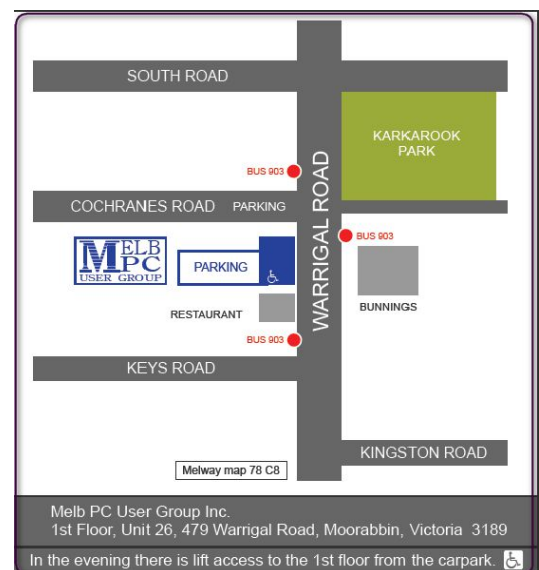 SOUTH ROAD
KARKAROOK
PARK
BUS 903
WARRIGAL ROAD
COCHRANES ROAD PARKING
BUS 903
MELB
PC
USER GROUP
PARKING
BUNNINGS
RESTAURANT
BUS 903
KEYS ROAD
KINGSTON ROAD
Melway map 78 C8
Melb PC User Group Inc.
1st Floor, Unit 26, 479 Warrigal Road, Moorabbin, Victoria 3189
In the evening there is lift access to the 1st floor from the carpark.